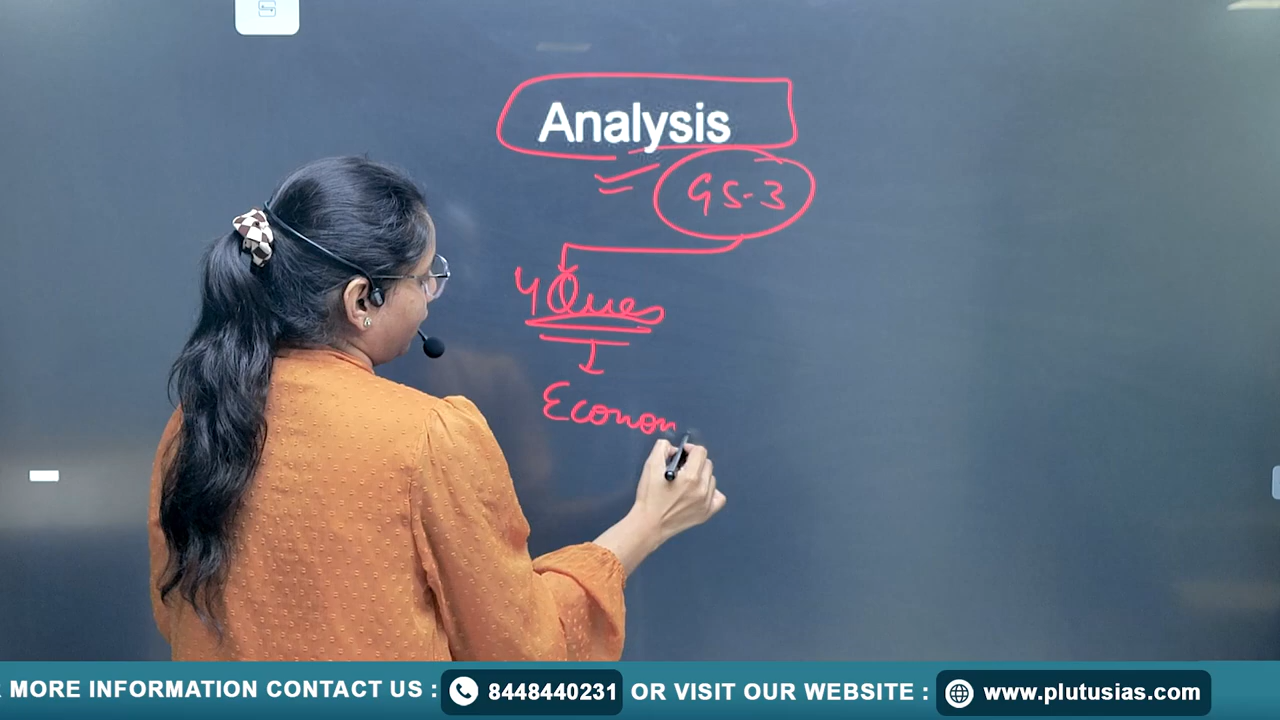 Analysis
GS-3
4 Ques
Econom
MORE INFORMATION CONTACT US : 8448440231 OR VISIT OUR WEBSITE : www.plutusias.com